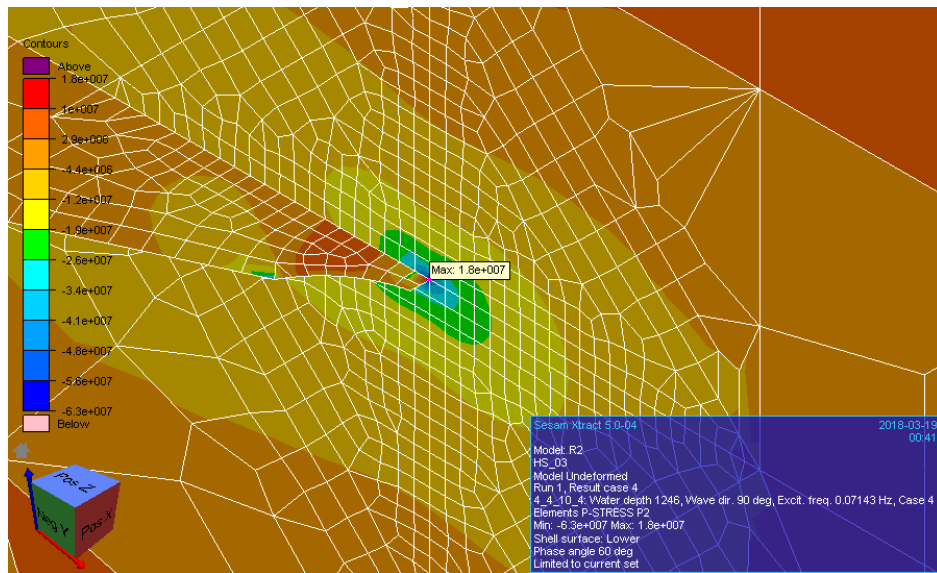 Contours
Above
1.8e+007
1e+007
2.9e+006
-4.4e+006
-1.2e+007
-1.9e+007
-2.6e+007
-3.4e+007
-4.1e+007
-4.8e+007
-5.6e+007
-6.3e+007
Below
Max: 1.8e+007
Pos Z
Neg Y
Pos X
Sesam Xtract 5.0-04 2018-03-19
00:41
Model: R2
HS_03
Model Undeformed
Run 1, Result case 4
4_4_10_4: Water depth 1246, Wave dir. 90 deg, Excit. freq. 0.07143 Hz, Case 4
Elements P-STRESS P2
Min: -6.3e+007 Max: 1.8e+007
Shell surface: Lower
Phase angle 60 deg
Limited to current set